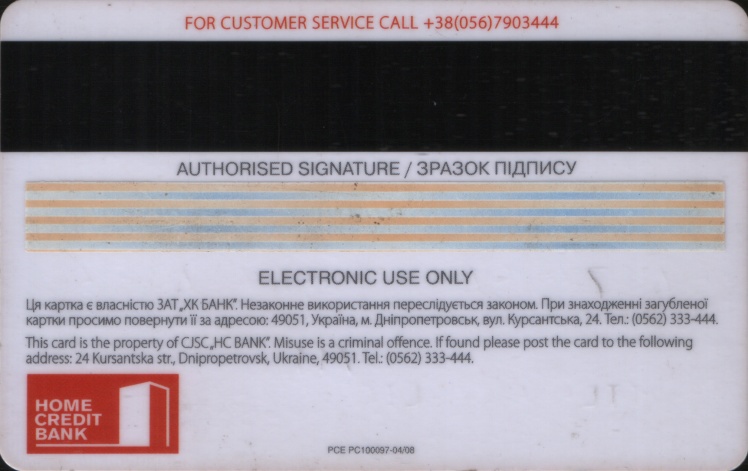 FOR CUSTOMER SERVICE CALL +38(056)7903444
AUTHORISED SIGNATURE / ЗРАЗОК ПІДПИСУ
ELECTRONIC USE ONLY
Ця картка є власністю ЗАТ „ХК БАНК”. Незаконне використання переслідується законом. При знаходженні загубленої
картки просимо повернути її за адресою: 49051, Україна, м. Дніпропетровськ, вул. Курсантська, 24. Тел.: (0562) 333-444.
This card is the property of CJSC „HC BANK”. Misuse is a criminal offence. If found please post the card to the following
address: 24 Kursantska str., Dnipropetrovsk, Ukraine, 49051. Tel.: (0562) 333-444.
HOME
CREDIT
BANK
PCE PC100097-04/08